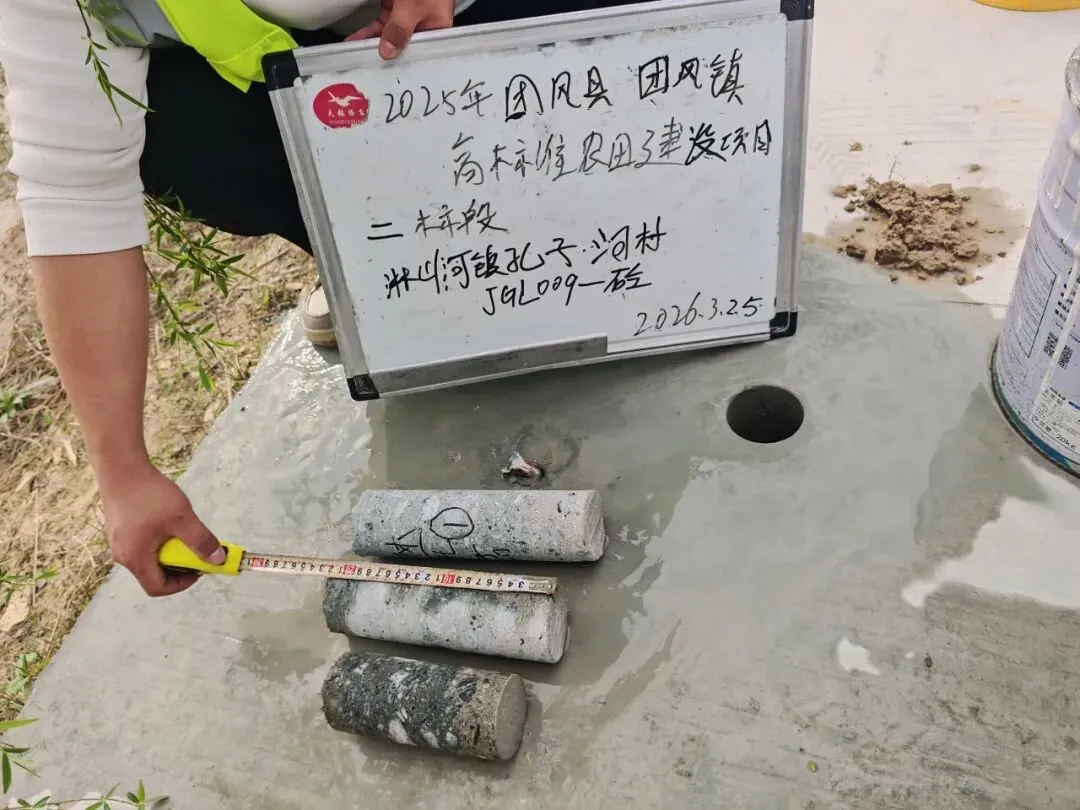 2025年团风县 团风镇
高标准农田建设项目
二标段
淋山河镇孔子河村
JGL009-砼
2026.3.25
20KG